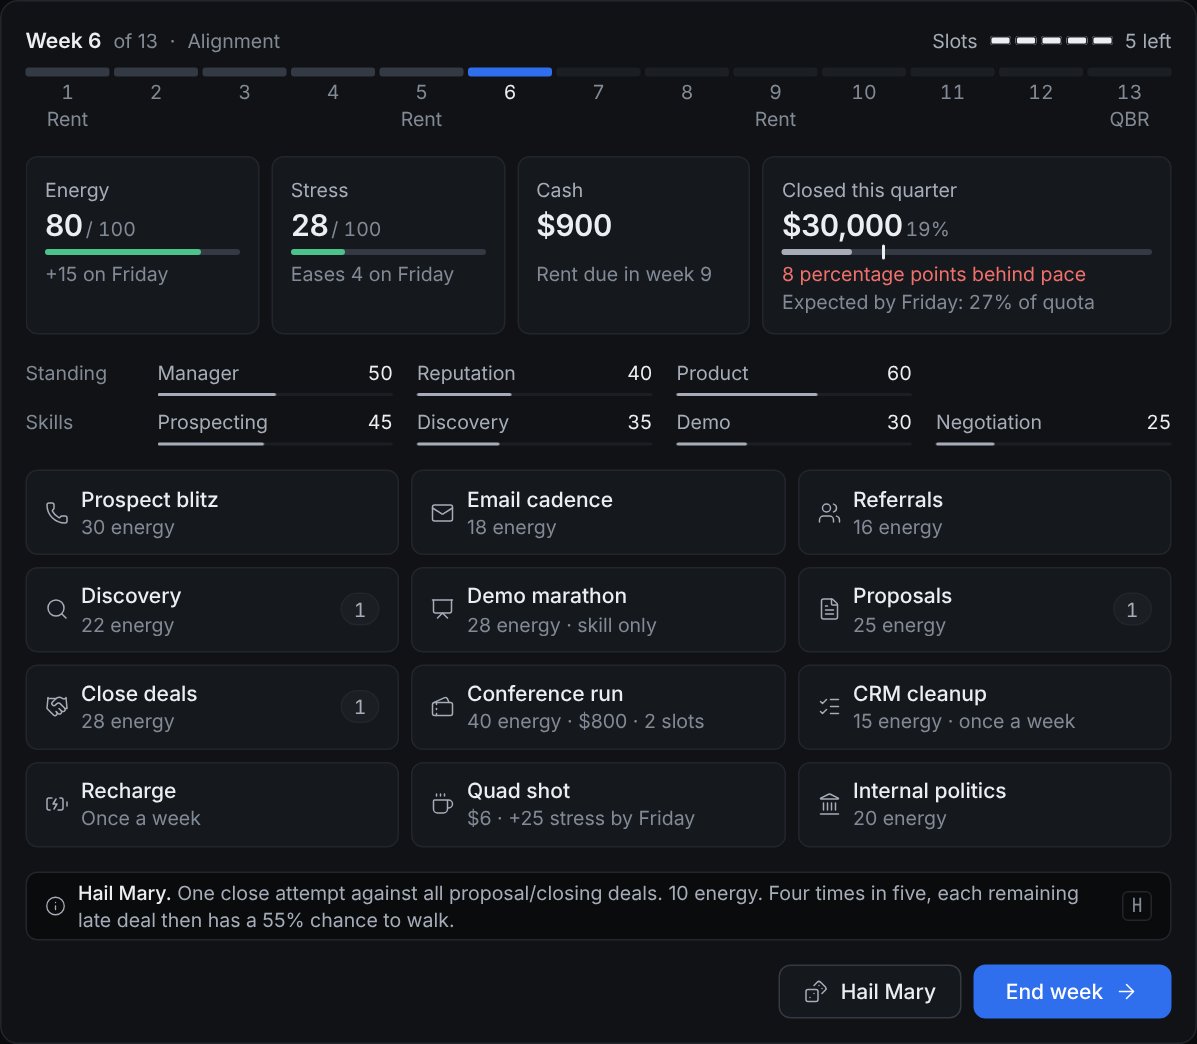 Week 6 of 13 · Alignment
Slots 5 left
1 2 3 4 5 6 7 8 9 10 11 12 13
Rent Rent Rent QBR
Energy
80 / 100
+15 on Friday
Stress
28 / 100
Eases 4 on Friday
Cash
$900
Rent due in week 9
Closed this quarter
$30,000 19%
8 percentage points behind pace
Expected by Friday: 27% of quota
Standing Manager 50 Reputation 40 Product 60
Skills Prospecting 45 Discovery 35 Demo 30 Negotiation 25
Prospect blitz
30 energy
Email cadence
18 energy
Referrals
16 energy
Discovery
22 energy
1
Demo marathon
28 energy · skill only
Proposals
25 energy
1
Close deals
28 energy
1
Conference run
40 energy · $800 · 2 slots
CRM cleanup
15 energy · once a week
Recharge
Once a week
Quad shot
$6 · +25 stress by Friday
Internal politics
20 energy
Hail Mary. One close attempt against all proposal/closing deals. 10 energy. Four times in five, each remaining
late deal then has a 55% chance to walk.
H
Hail Mary
End week →